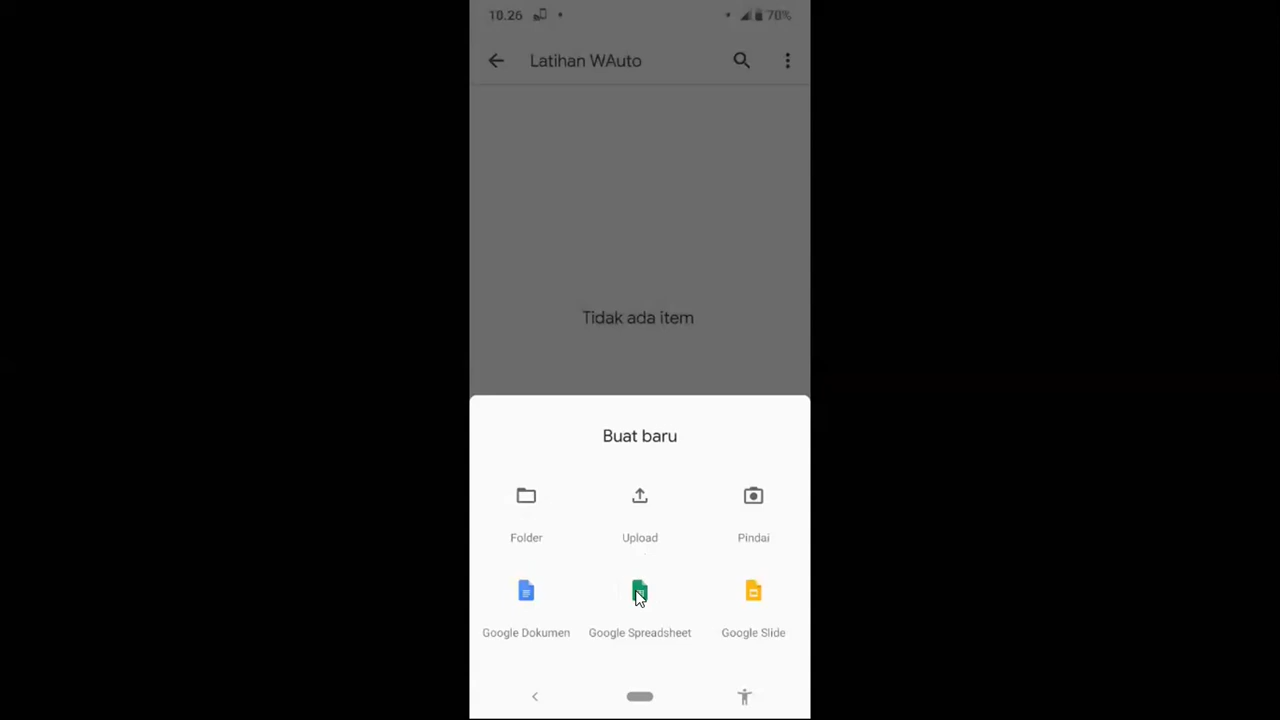 10.26
70%
Latihan WAuto
Tidak ada item
Buat baru
Folder
Upload
Pindai
Google Dokumen
Google Spreadsheet
Google Slide